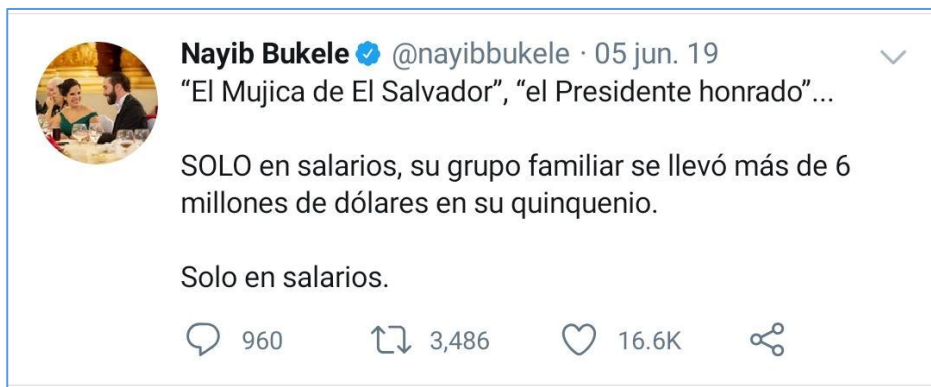 Nayib Bukele @nayibbukele · 05 jun. 19
“El Mujica de El Salvador”, “el Presidente honrado”...
SOLO en salarios, su grupo familiar se llevó más de 6
millones de dólares en su quinquenio.
Solo en salarios.
960 3,486 16.6K